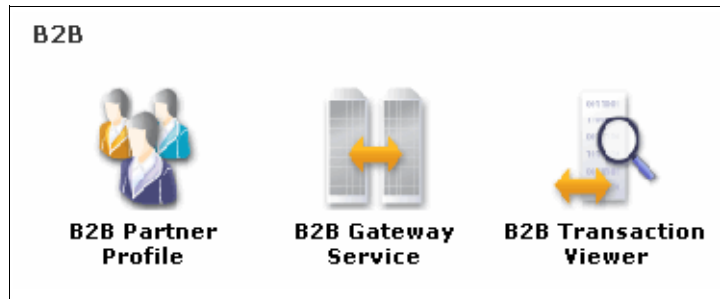 B2B
B2B Partner
Profile
B2B Gateway
Service
B2B Transaction
Viewer